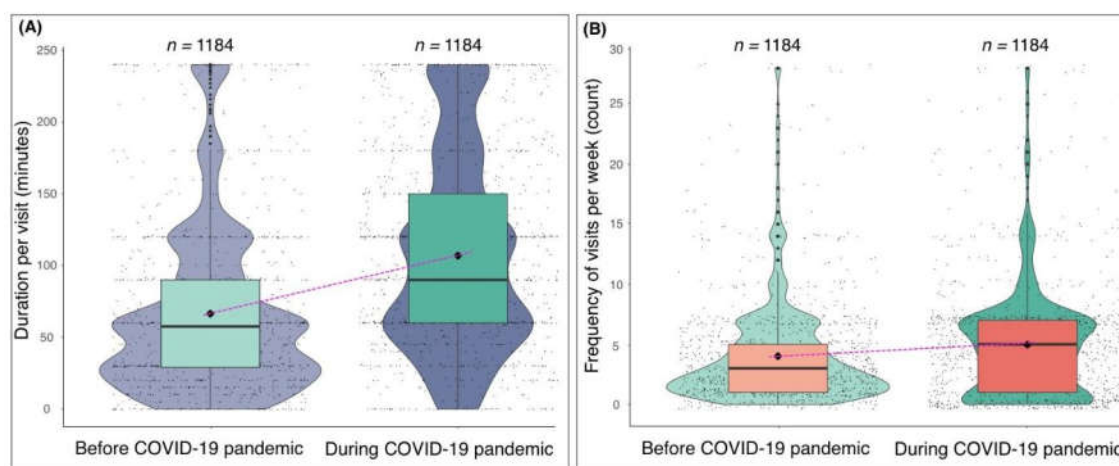 (A)
n = 1184
n = 1184
250
200
150
100
50
0
Duration per visit (minutes)
Before COVID-19 pandemic
During COVID-19 pandemic
(B)
n = 1184
n = 1184
30
25
20
15
10
5
0
Frequency of visits per week (count)
Before COVID-19 pandemic
During COVID-19 pandemic